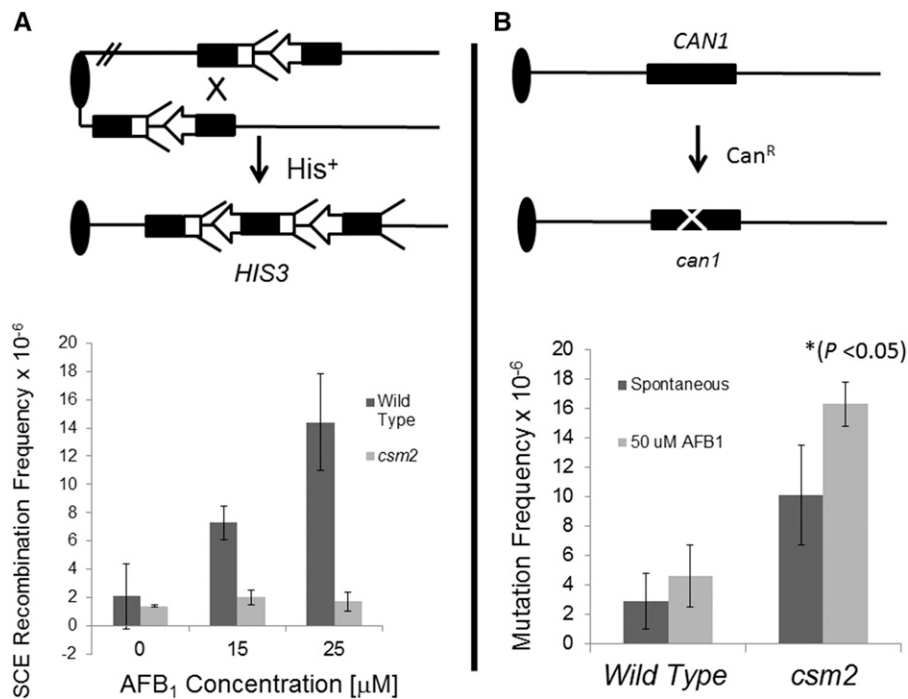 A
His+
HIS3
SCE Recombination Frequency x 10-6
20
18
16
14
12
10
8
6
4
2
0
-2
Wild
Type
csm2
0 15 25
AFB1 Concentration [µM]
B
CAN1
CanR
can1
Mutation Frequency x 10-6
20
18
16
14
12
10
8
6
4
2
0
*(P <0.05)
Spontaneous
50 uM AFB1
Wild Type csm2